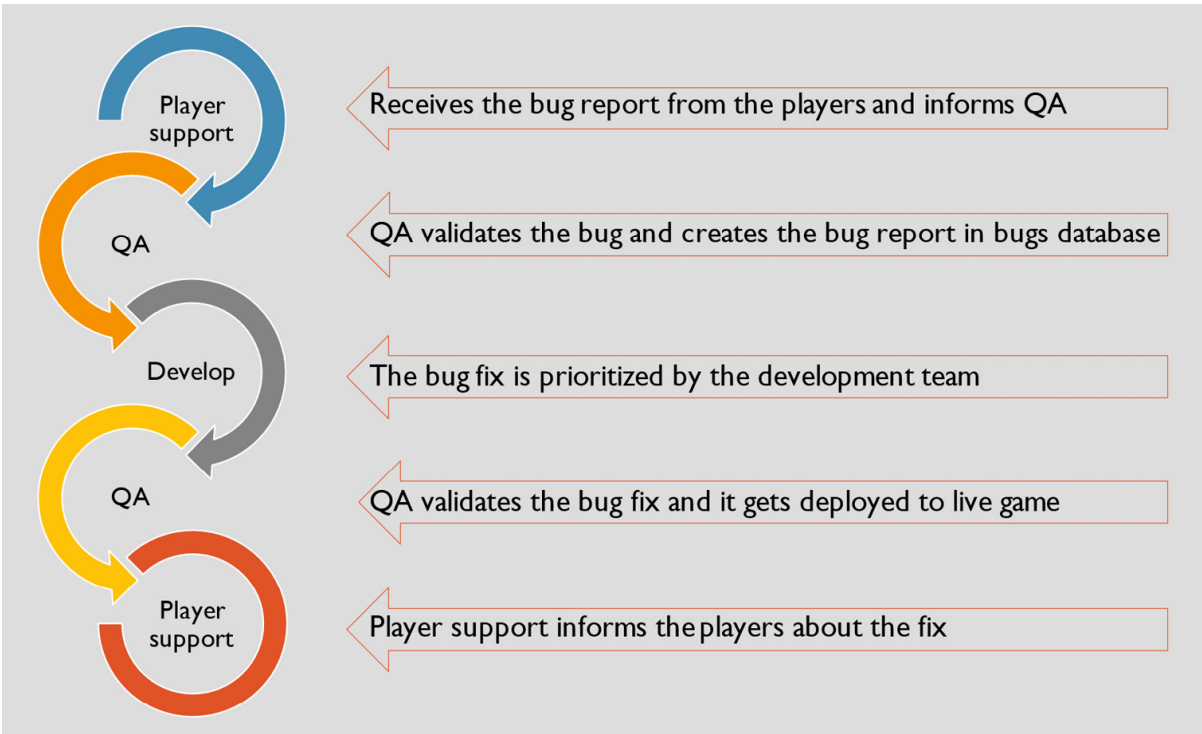 Player
support
Receives the bug report from the players and informs QA
QA
QA validates the bug and creates the bug report in bugs database
Develop
The bug fix is prioritized by the development team
QA
QA validates the bug fix and it gets deployed to live game
Player
support
Player support informs the players about the fix